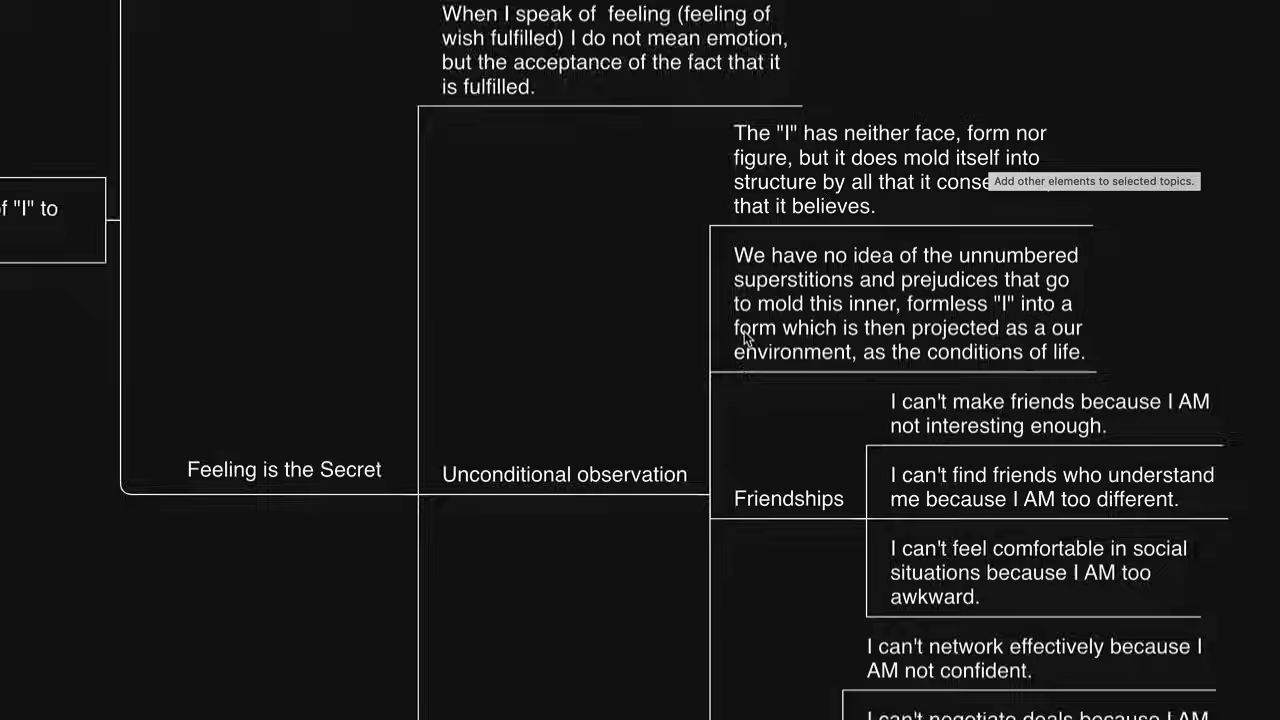 When I speak of  feeling (feeling of
wish fulfilled) I do not mean emotion,
but the acceptance of the fact that it
is fulfilled.
The "I" has neither face, form nor
figure, but it does mold itself into
structure by all that it
Add other elements to selected topics.
that it believes.
of "I" to
We have no idea of the unnumbered
superstitions and prejudices that go
to mold this inner, formless "I" into a
form which is then projected as a our
environment, as the conditions of life.
I can't make friends because I AM
not interesting enough.
Feeling is the Secret
Unconditional observation
Friendships
I can't find friends who understand
me because I AM too different.
I can't feel comfortable in social
situations because I AM too
awkward.
I can't network effectively because I
AM not confident.
I can't negotiate deals because I AM